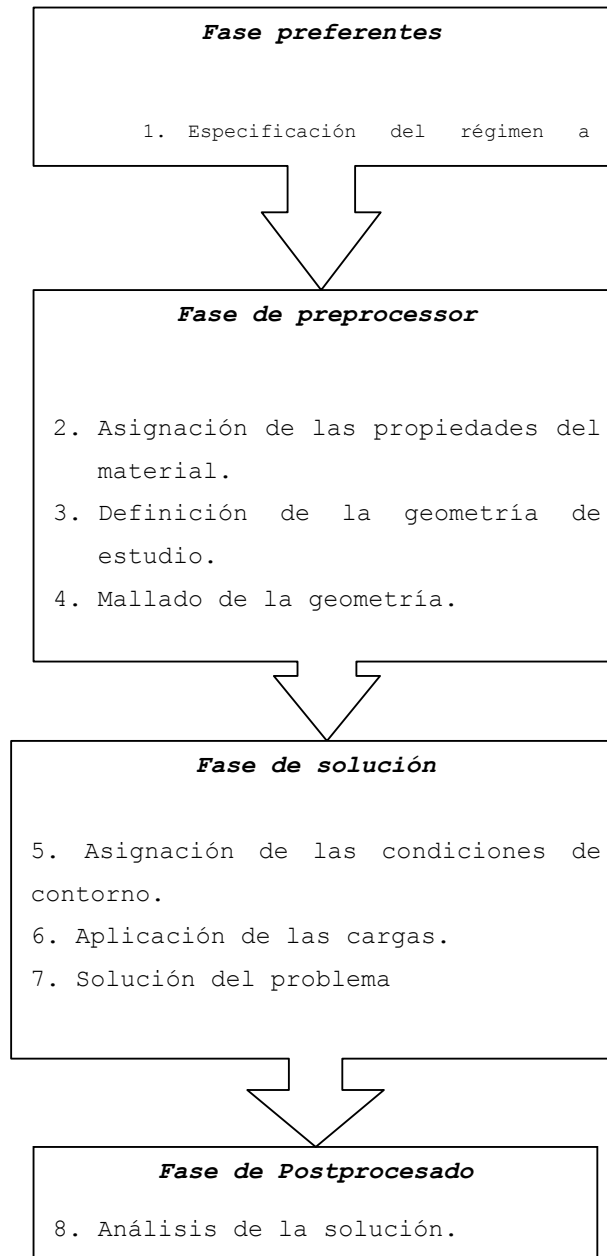 Fase preferentes
1. Especificación del régimen a
Fase de preprocessor
2. Asignación de las propiedades del
material.
3. Definición de la geometría de
estudio.
4. Mallado de la geometría.
Fase de solución
5. Asignación de las condiciones de
contorno.
6. Aplicación de las cargas.
7. Solución del problema
Fase de Postprocesado
8. Análisis de la solución.